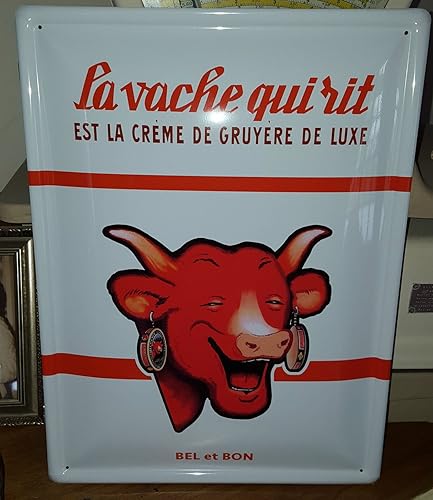 La vache qui rit
EST LA CRÈME DE GRUYÈRE DE LUXE
BEL et BON